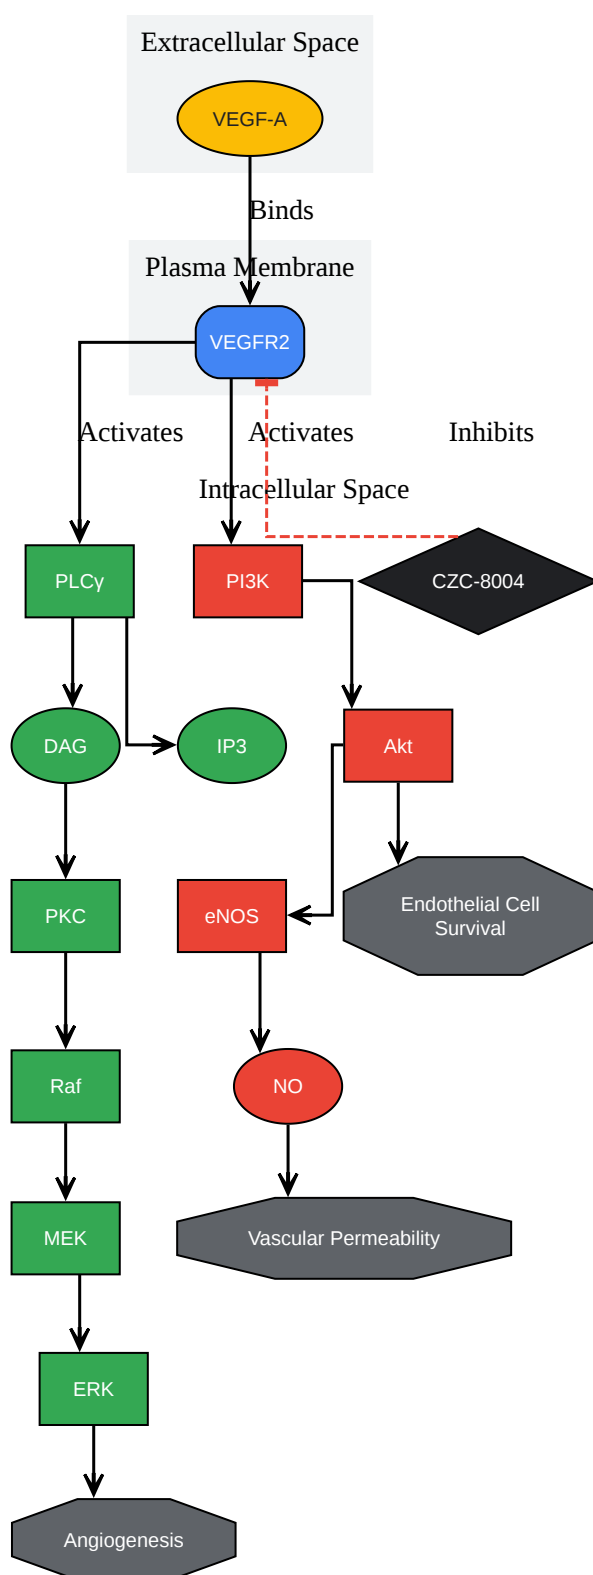 Extracellular Space
VEGF-A
Binds
Plasma Membrane
VEGFR2
Activates
Activates
Inhibits
Intracellular Space
PLCγ
PI3K
CZC-8004
DAG
IP3
Akt
PKC
eNOS
Endothelial Cell
Survival
Raf
NO
MEK
Vascular Permeability
ERK
Angiogenesis